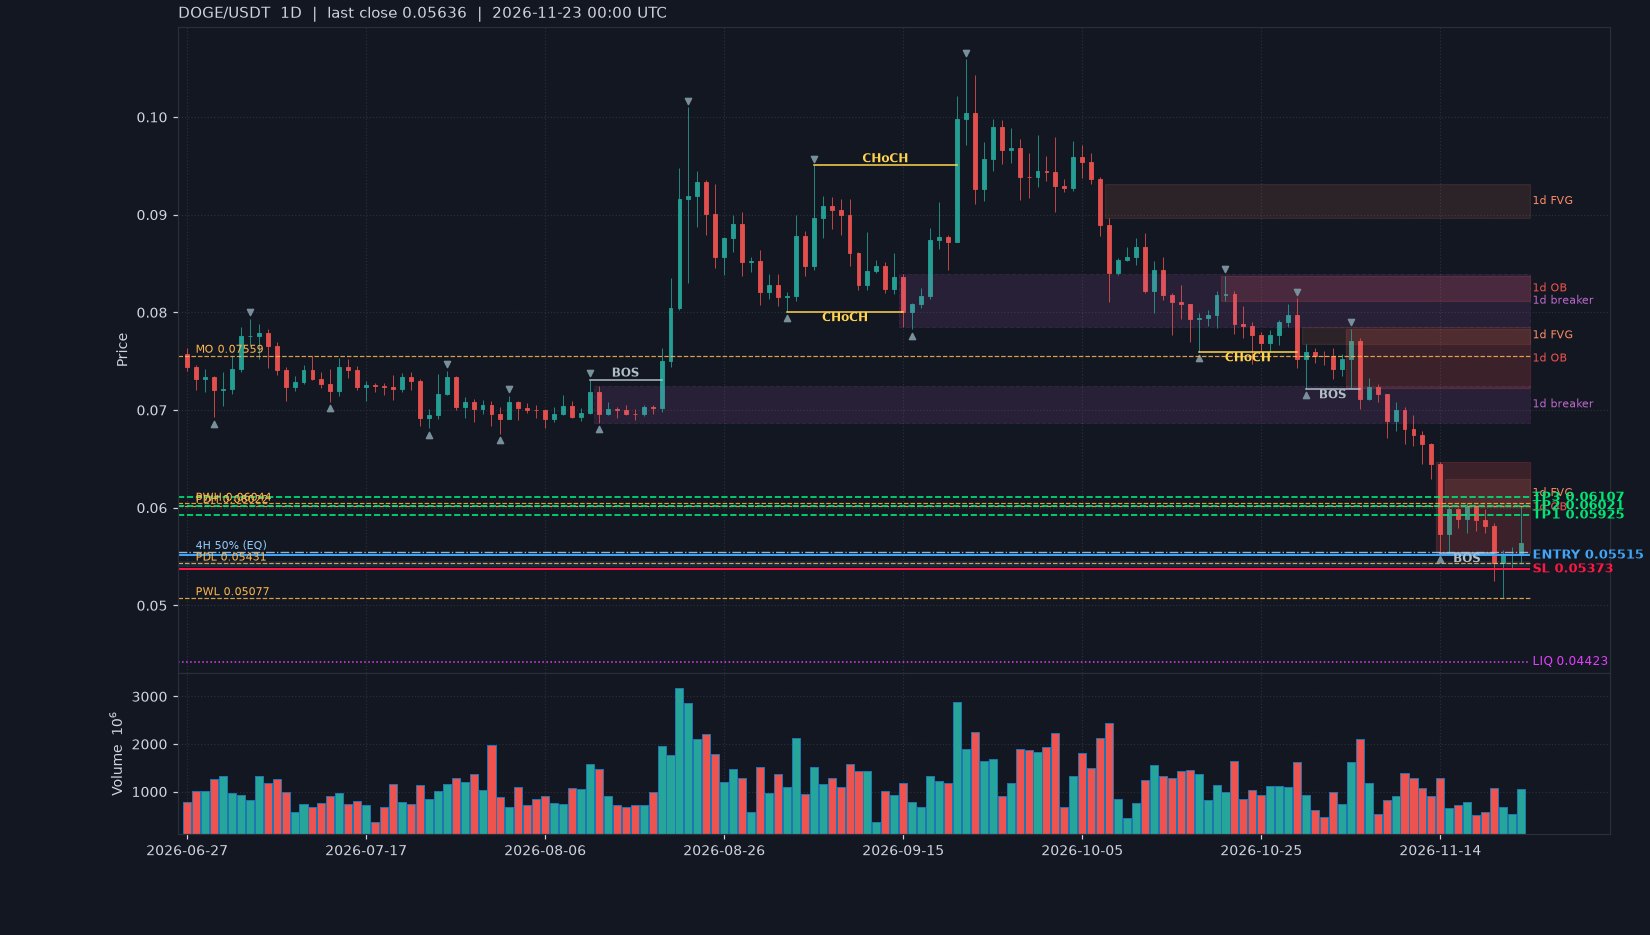 DOGE/USDT 1D | last close 0.05636 | 2026-11-23 00:00 UTC
Price
0.10
0.09
0.08
0.07
0.06
0.05
CHoCH
CHoCH
CHoCH
BOS
BOS
BOS
MO 0.07559
PWH 0.06044
4H 50% (EQ)
PDL 0.05431
PWL 0.05077
1d FVG
1d OB
1d breaker
1d FVG
1d OB
1d breaker
TP3 0.06107
0.06021
TP1 0.05925
ENTRY 0.05515
SL 0.05373
LIQ 0.04423
Volume 10⁶
3000
2000
1000
2026-06-27
2026-07-17
2026-08-06
2026-08-26
2026-09-15
2026-10-05
2026-10-25
2026-11-14